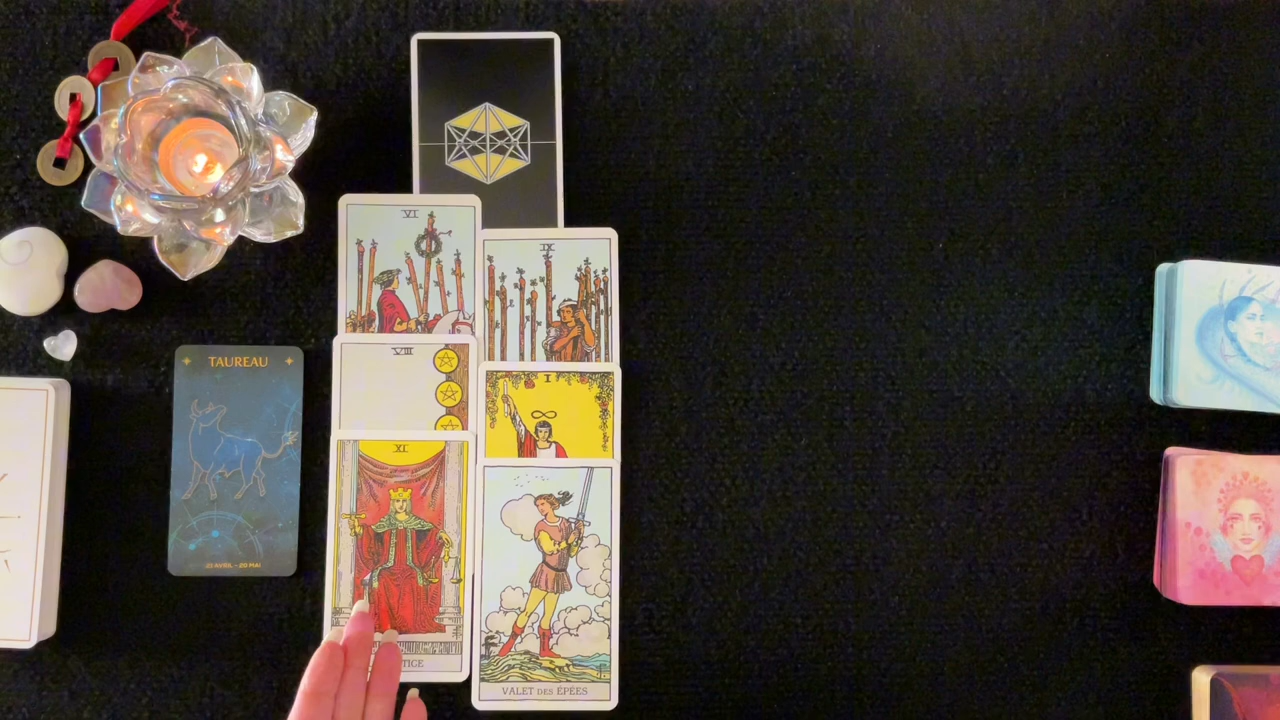 VI
IX
TAUREAU
VIII
I
XI
TICE
VALET DES ÉPÉES